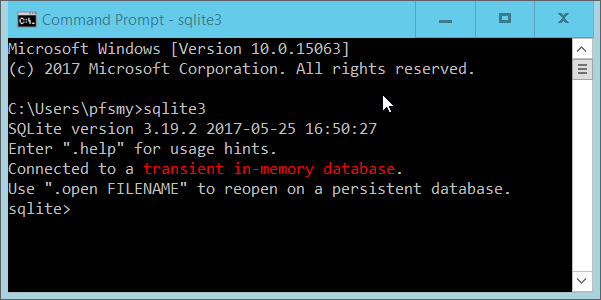 Command Prompt - sqlite3
Microsoft Windows [Version 10.0.15063]
(c) 2017 Microsoft Corporation. All rights reserved.
C:\Users\pfsmy>sqlite3
SQLite version 3.19.2 2017-05-25 16:50:27
Enter ".help" for usage hints.
Connected to a transient in-memory database.
Use ".open FILENAME" to reopen on a persistent database.
sqlite>